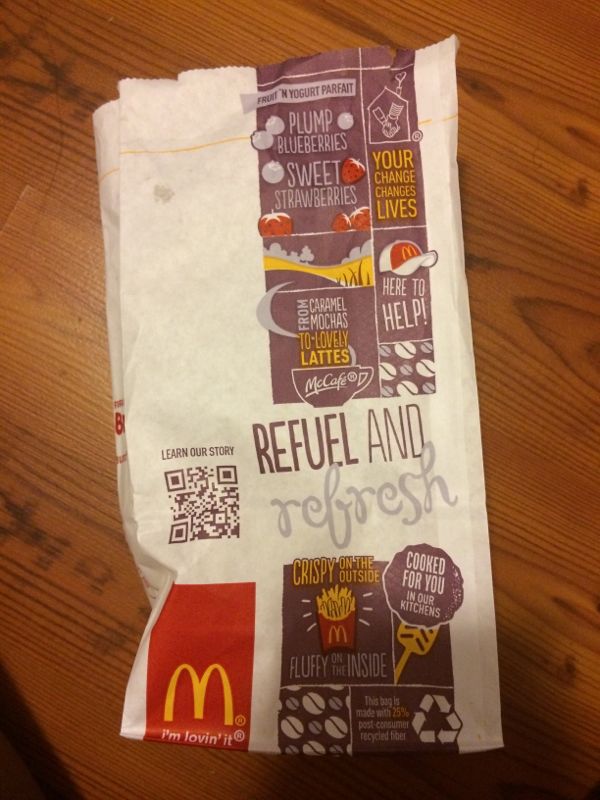 FRUIT 'N YOGURT PARFAIT
PLUMP
BLUEBERRIES
SWEET
STRAWBERRIES
YOUR
CHANGE
CHANGES
LIVES
HERE TO
HELP!
FROM CARAMEL
MOCHAS
TO LOVELY
LATTES
McCafé®
REFUEL AND
refresh
LEARN OUR STORY
CRISPY ON THE
OUTSIDE
FLUFFY ON THE INSIDE
COOKED
FOR YOU
IN OUR
KITCHENS
i'm lovin' it®
This bag is
made with 25%
post-consumer
recycled fiber